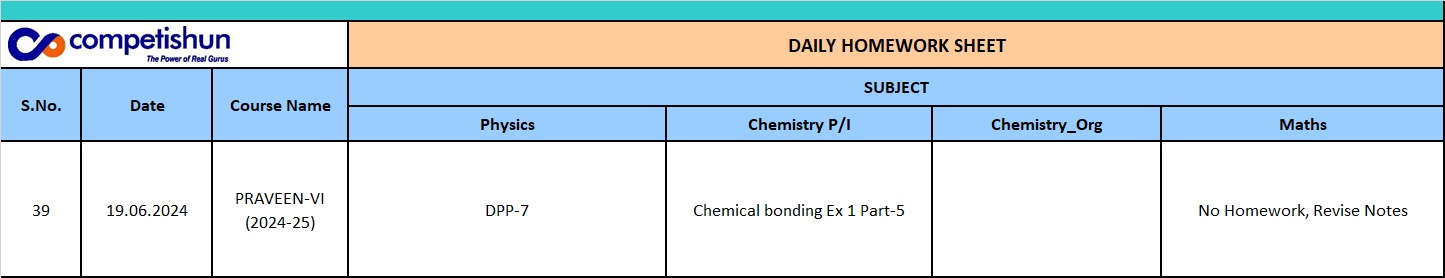 competishun
The Power of Real Gurus
DAILY HOMEWORK SHEET
S.No.
Date
Course Name
SUBJECT
Physics
Chemistry P/I
Chemistry_Org
Maths
39
19.06.2024
PRAVEEN-VI
(2024-25)
DPP-7
Chemical bonding Ex 1 Part-5
No Homework, Revise Notes